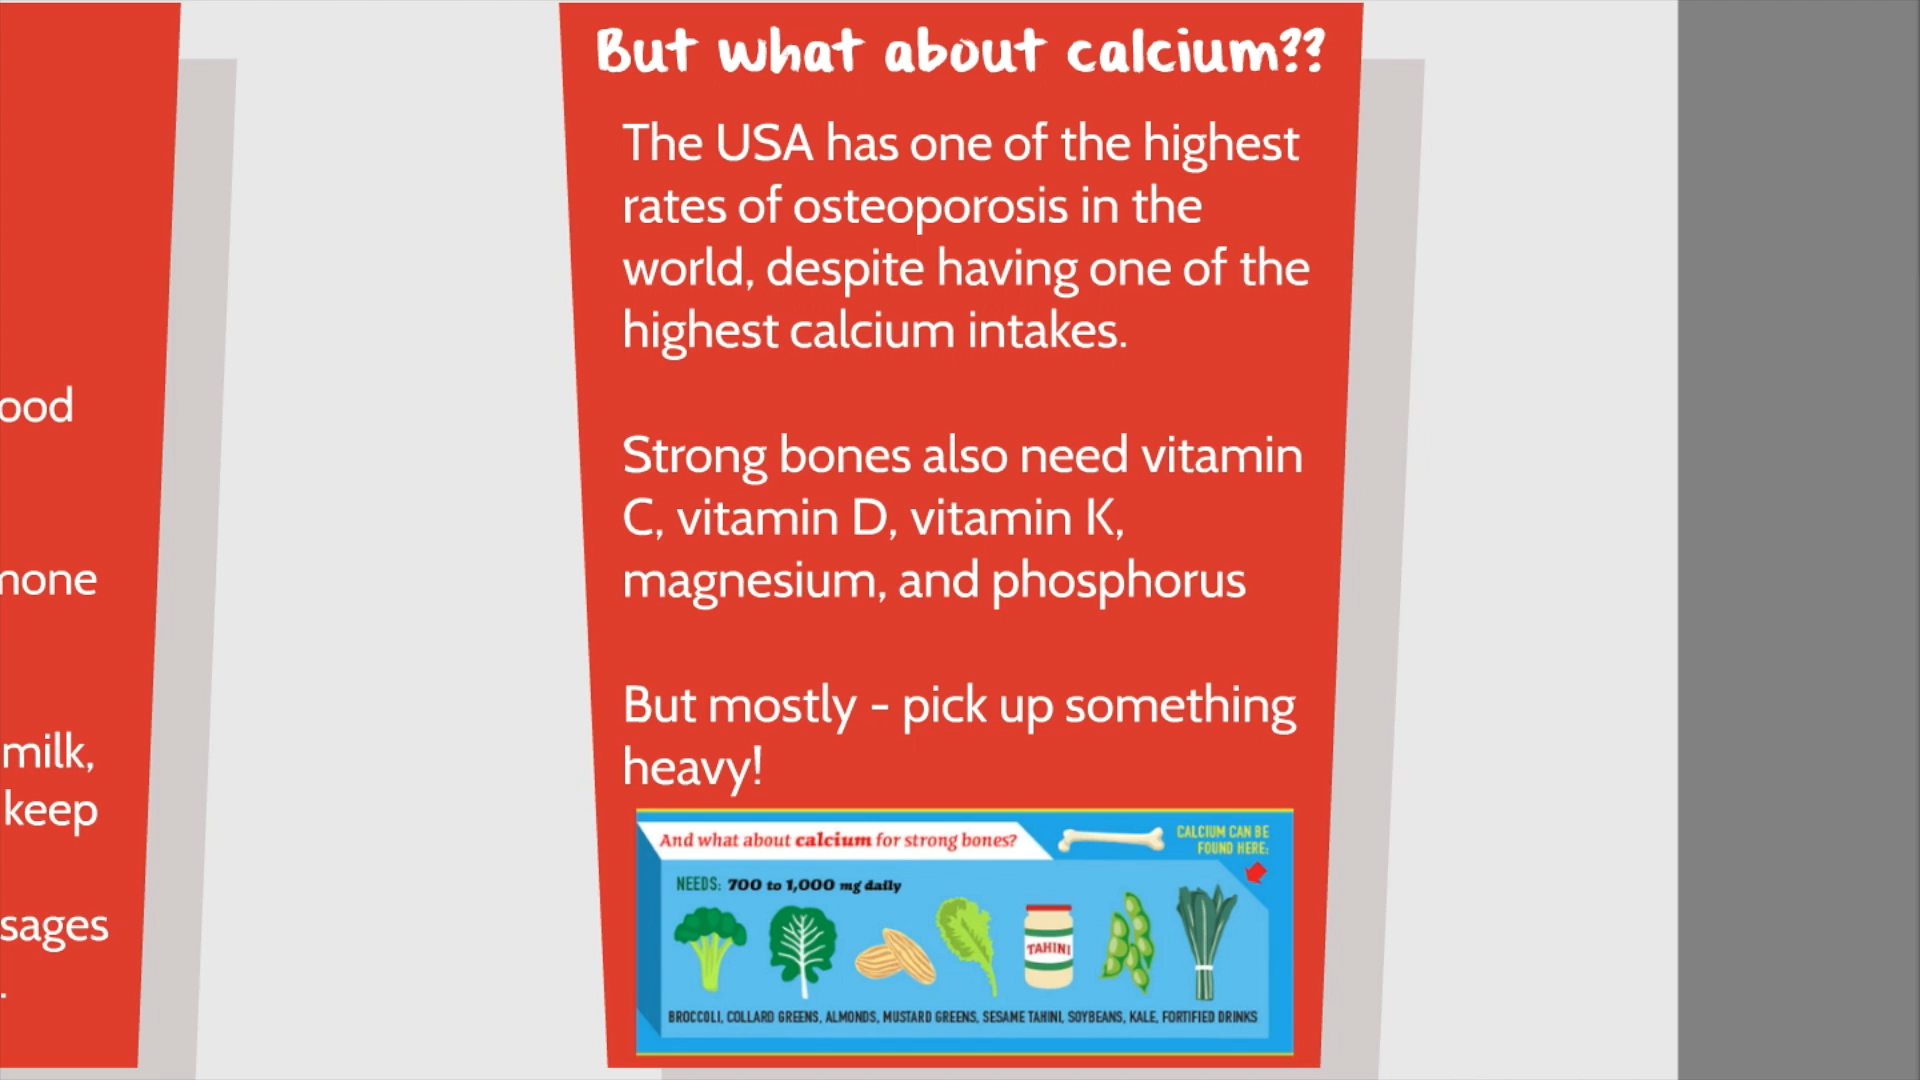 ood
mone
milk,
keep
sages
.
But what about calcium??
The USA has one of the highest
rates of osteoporosis in the
world, despite having one of the
highest calcium intakes.
Strong bones also need vitamin
C, vitamin D, vitamin K,
magnesium, and phosphorus
But mostly - pick up something
heavy!
And what about calcium for strong bones?
CALCIUM CAN BE
FOUND HERE:
NEEDS: 700 to 1,000 mg daily
TAHINI
BROCCOLI, COLLARD GREENS, ALMONDS, MUSTARD GREENS, SESAME TAHINI, SOYBEANS, KALE, FORTIFIED DRINKS